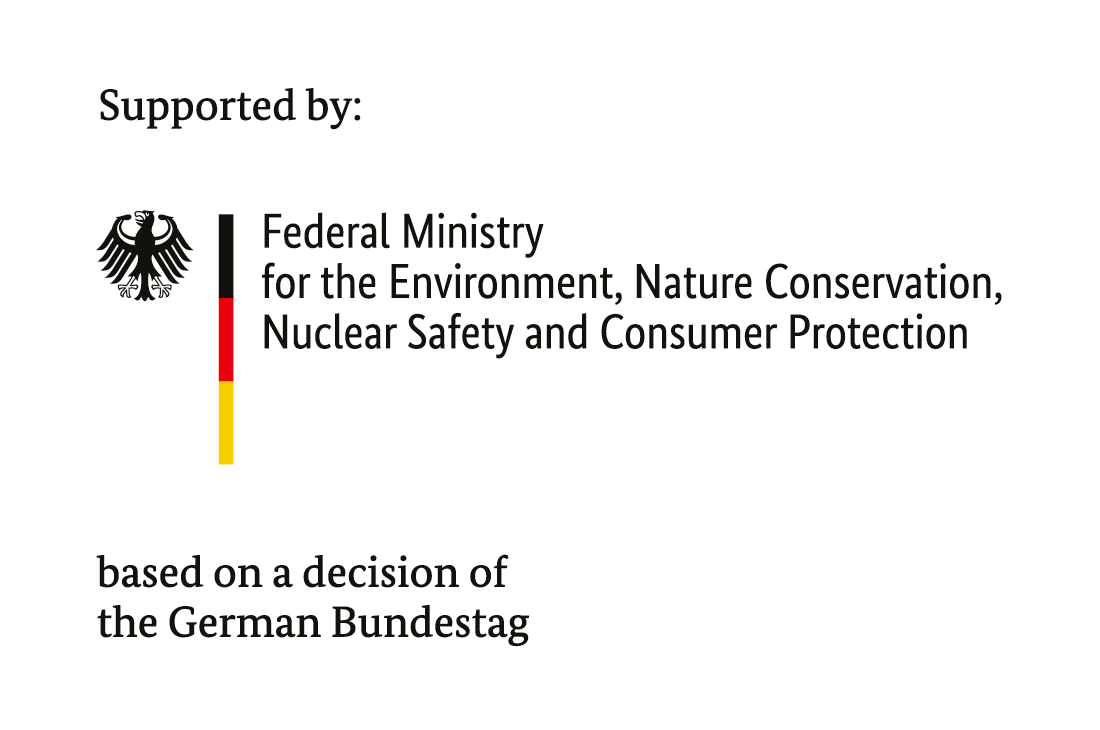 Supported by:
Federal Ministry
for the Environment, Nature Conservation,
Nuclear Safety and Consumer Protection
based on a decision of
the German Bundestag